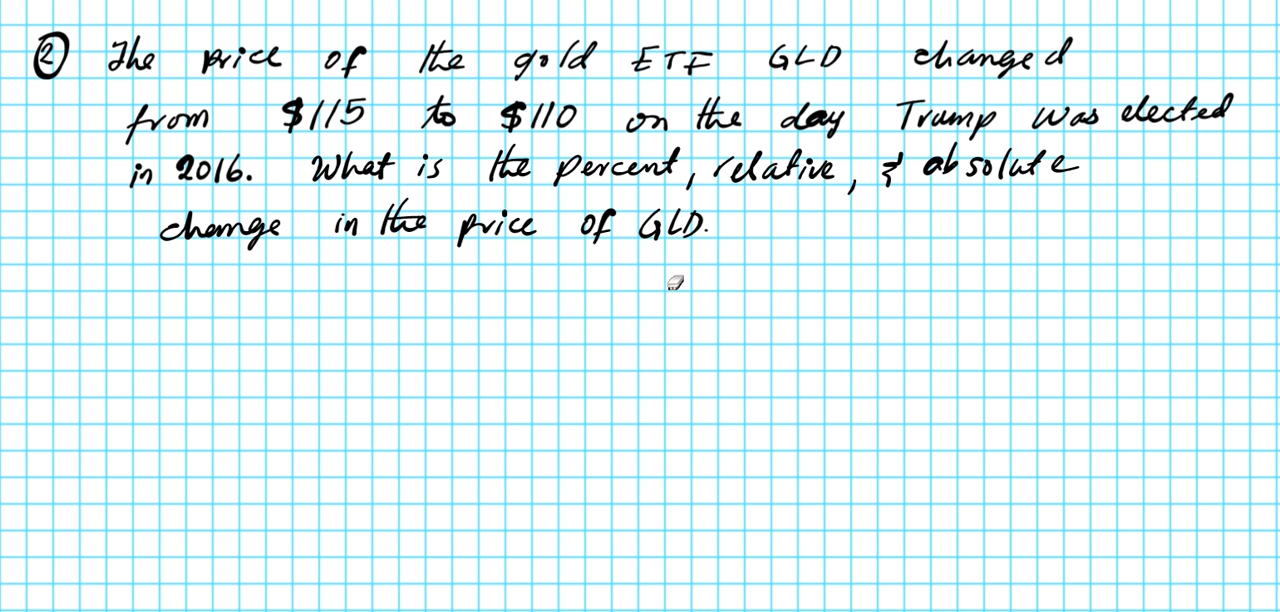 ② The price of the gold ETF GLD changed
from $115 to $110 on the day Trump was elected
in 2016. What is the percent, relative, & absolute
change in the price of GLD.